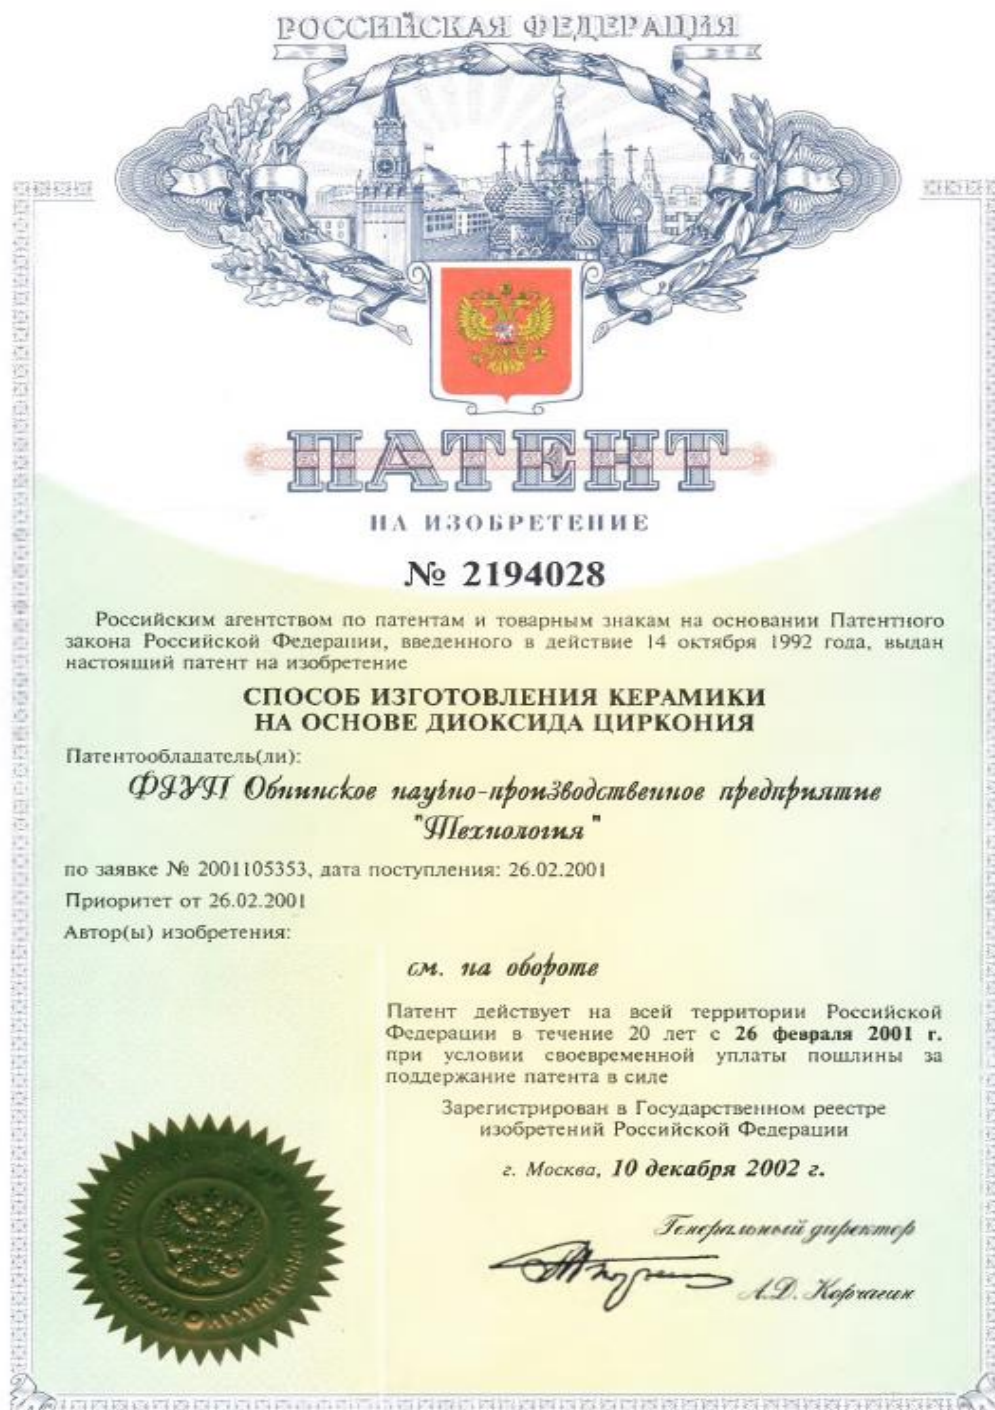 РОССИЙСКАЯ ФЕДЕРАЦИЯ
ПАТЕНТ
НА ИЗОБРЕТЕНИЕ
№ 2194028
Российским агентством по патентам и товарным знакам на основании Патентного
закона Российской Федерации, введенного в действие 14 октября 1992 года, выдан
настоящий патент на изобретение
СПОСОБ ИЗГОТОВЛЕНИЯ КЕРАМИКИ
НА ОСНОВЕ ДИОКСИДА ЦИРКОНИЯ
Патентообладатель(ли):
ФГУП Обнинское научно-производственное предприятие
"Технология"
по заявке № 2001105353, дата поступления: 26.02.2001
Приоритет от 26.02.2001
Автор(ы) изобретения:
см. на обороте
Патент действует на всей территории Российской
Федерации в течение 20 лет с 26 февраля 2001 г.
при условии своевременной уплаты пошлины за
поддержание патента в силе
Зарегистрирован в Государственном реестре
изобретений Российской Федерации
г. Москва, 10 декабря 2002 г.
Генеральный директор
А.Д. Корчагин